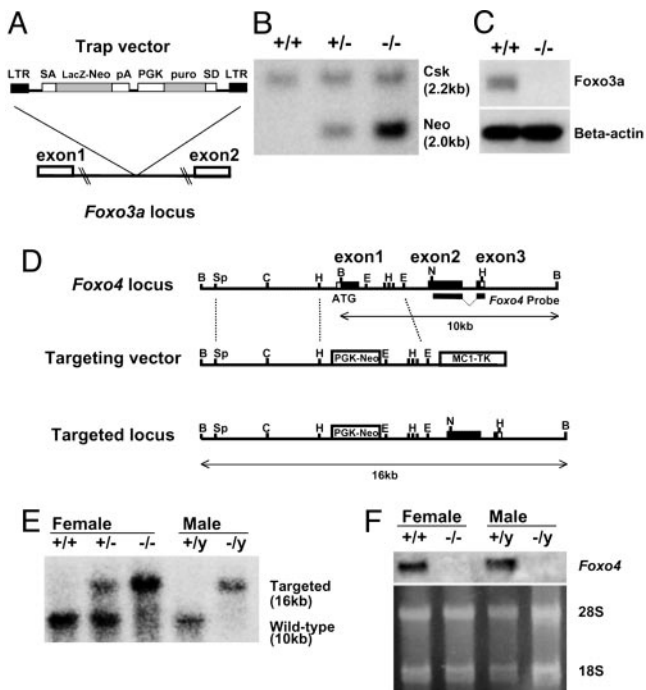 A
Trap vector
LTR SA LacZ-Neo pA PGK puro SD LTR
exon1 exon2
Foxo3a locus
B
+/+ +/- -/-
Csk
(2.2kb)
Neo
(2.0kb)
C
+/+ -/-
Foxo3a
Beta-actin
D
exon1 exon2 exon3
Foxo4 locus
B Sp C H B E H E N H B
ATG
Foxo4 Probe
10kb
Targeting vector
B Sp C H PGK-Neo E H E MC1-TK
Targeted locus
B Sp C H PGK-Neo E H E N H B
16kb
E
Female Male
+/+ +/- -/- +/y -/y
Targeted
(16kb)
Wild-type
(10kb)
F
Female Male
+/+ -/- +/y -/y
Foxo4
28S
18S